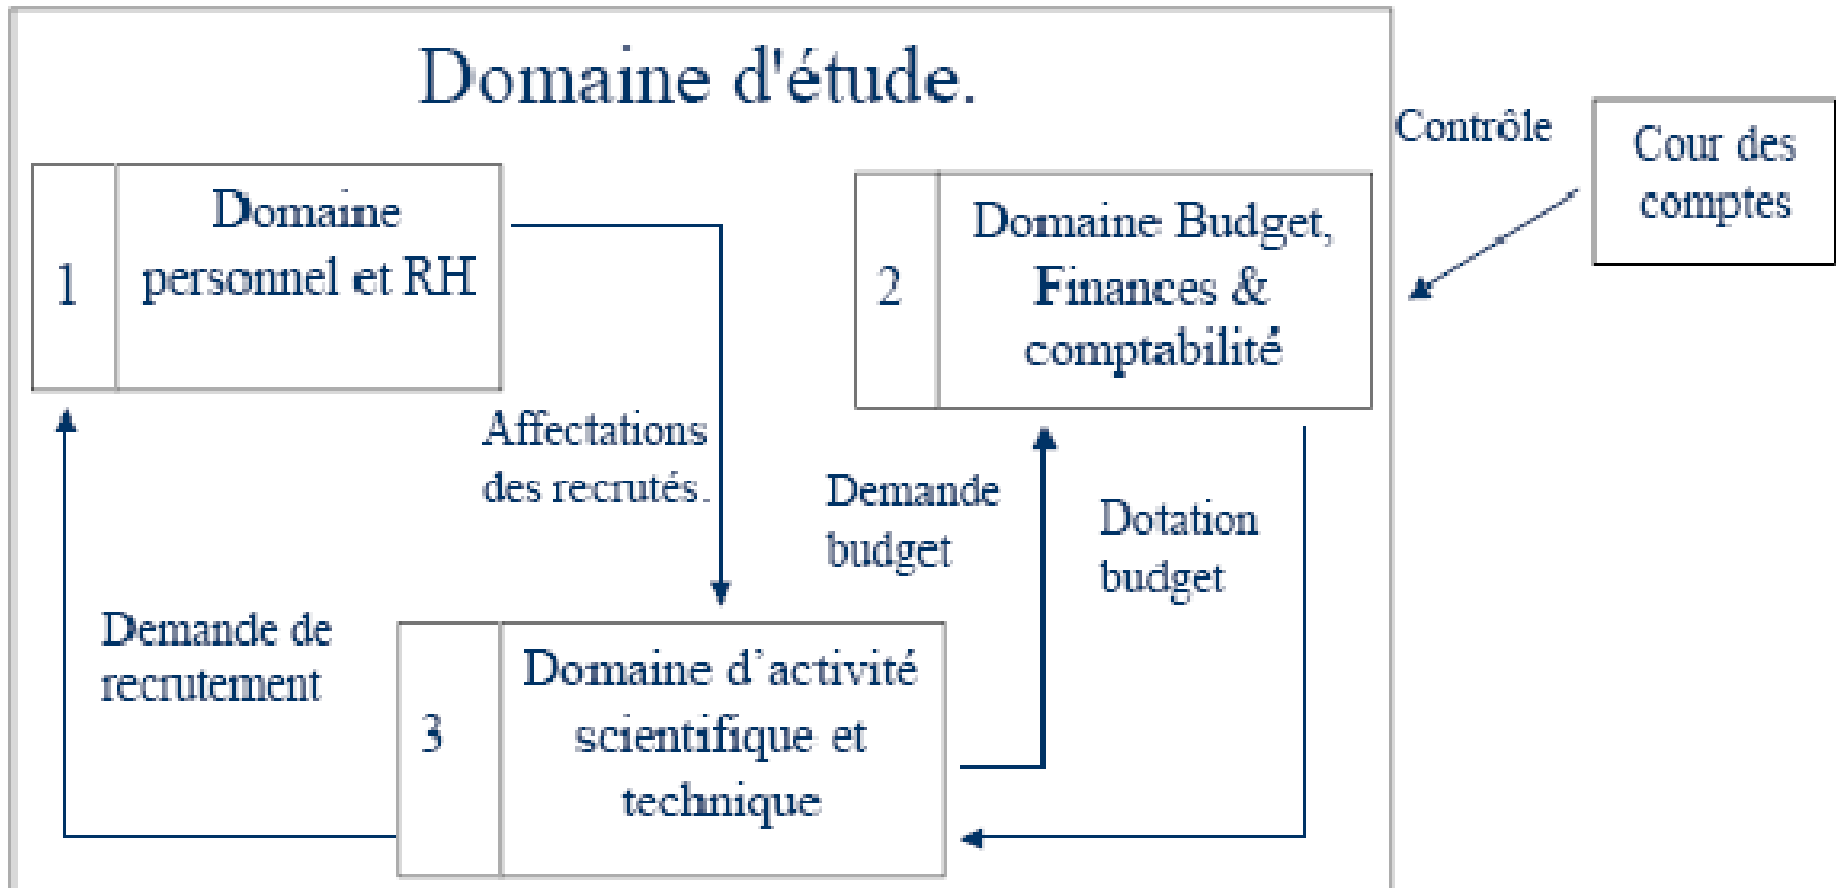 Domaine d'étude.
Contrôle
Cour des
comptes
1
Domaine
personnel et RH
2
Domaine Budget,
Finances &
comptabilité
Affectations
des recrutés.
Demande
budget
Dotation
budget
Demande de
recrutement
3
Domaine d'activité
scientifique et
technique